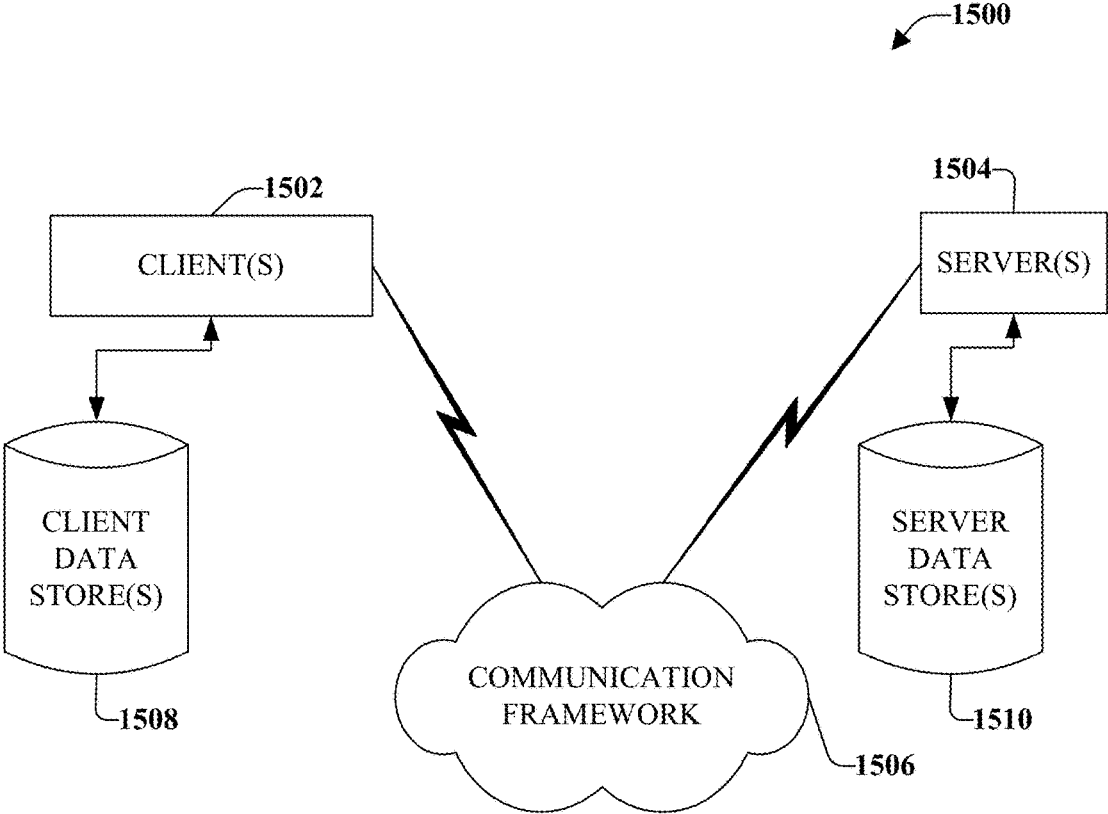 1500
1502
1504
CLIENT(S)
SERVER(S)
CLIENT
DATA
STORE(S)
SERVER
DATA
STORE(S)
COMMUNICATION
FRAMEWORK
1508
1510
1506